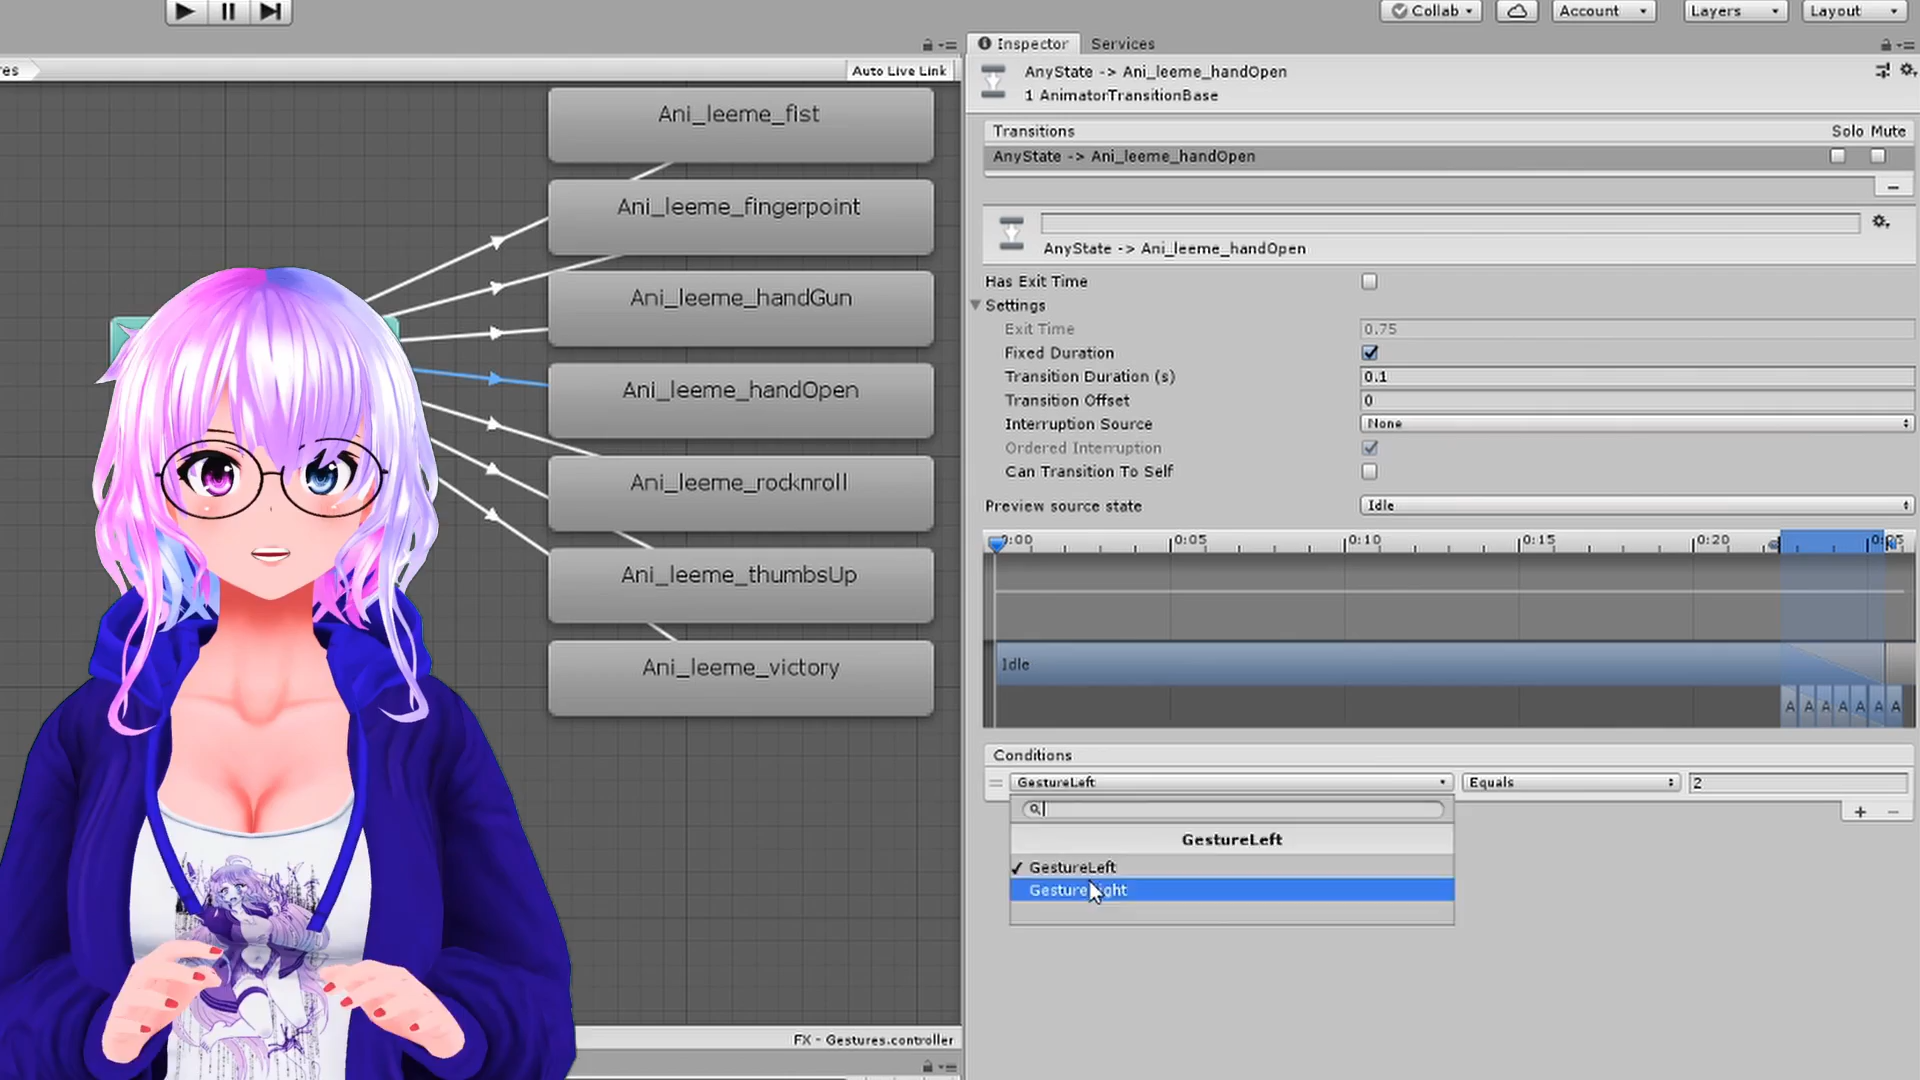 Collab
Account
Layers
Layout
Inspector
Services
es
Auto Live Link
AnyState -> Ani_leeme_handOpen
1 AnimatorTransitionBase
Transitions
Solo Mute
AnyState -> Ani_leeme_handOpen
AnyState -> Ani_leeme_handOpen
Has Exit Time
Settings
Exit Time
0.75
Fixed Duration
Transition Duration (s)
0.1
Transition Offset
0
Interruption Source
None
Ordered Interruption
Can Transition To Self
Preview source state
Idle
0:00
0:05
0:10
0:15
0:20
0:25
Idle
A A A A A A A
Conditions
GestureLeft
Equals
2
GestureLeft
GestureLeft
Ani_leeme_fist
Ani_leeme_fingerpoint
Ani_leeme_handGun
Ani_leeme_handOpen
Ani_leeme_rocknroll
Ani_leeme_thumbsUp
Ani_leeme_victory
FX - Gestures.controller